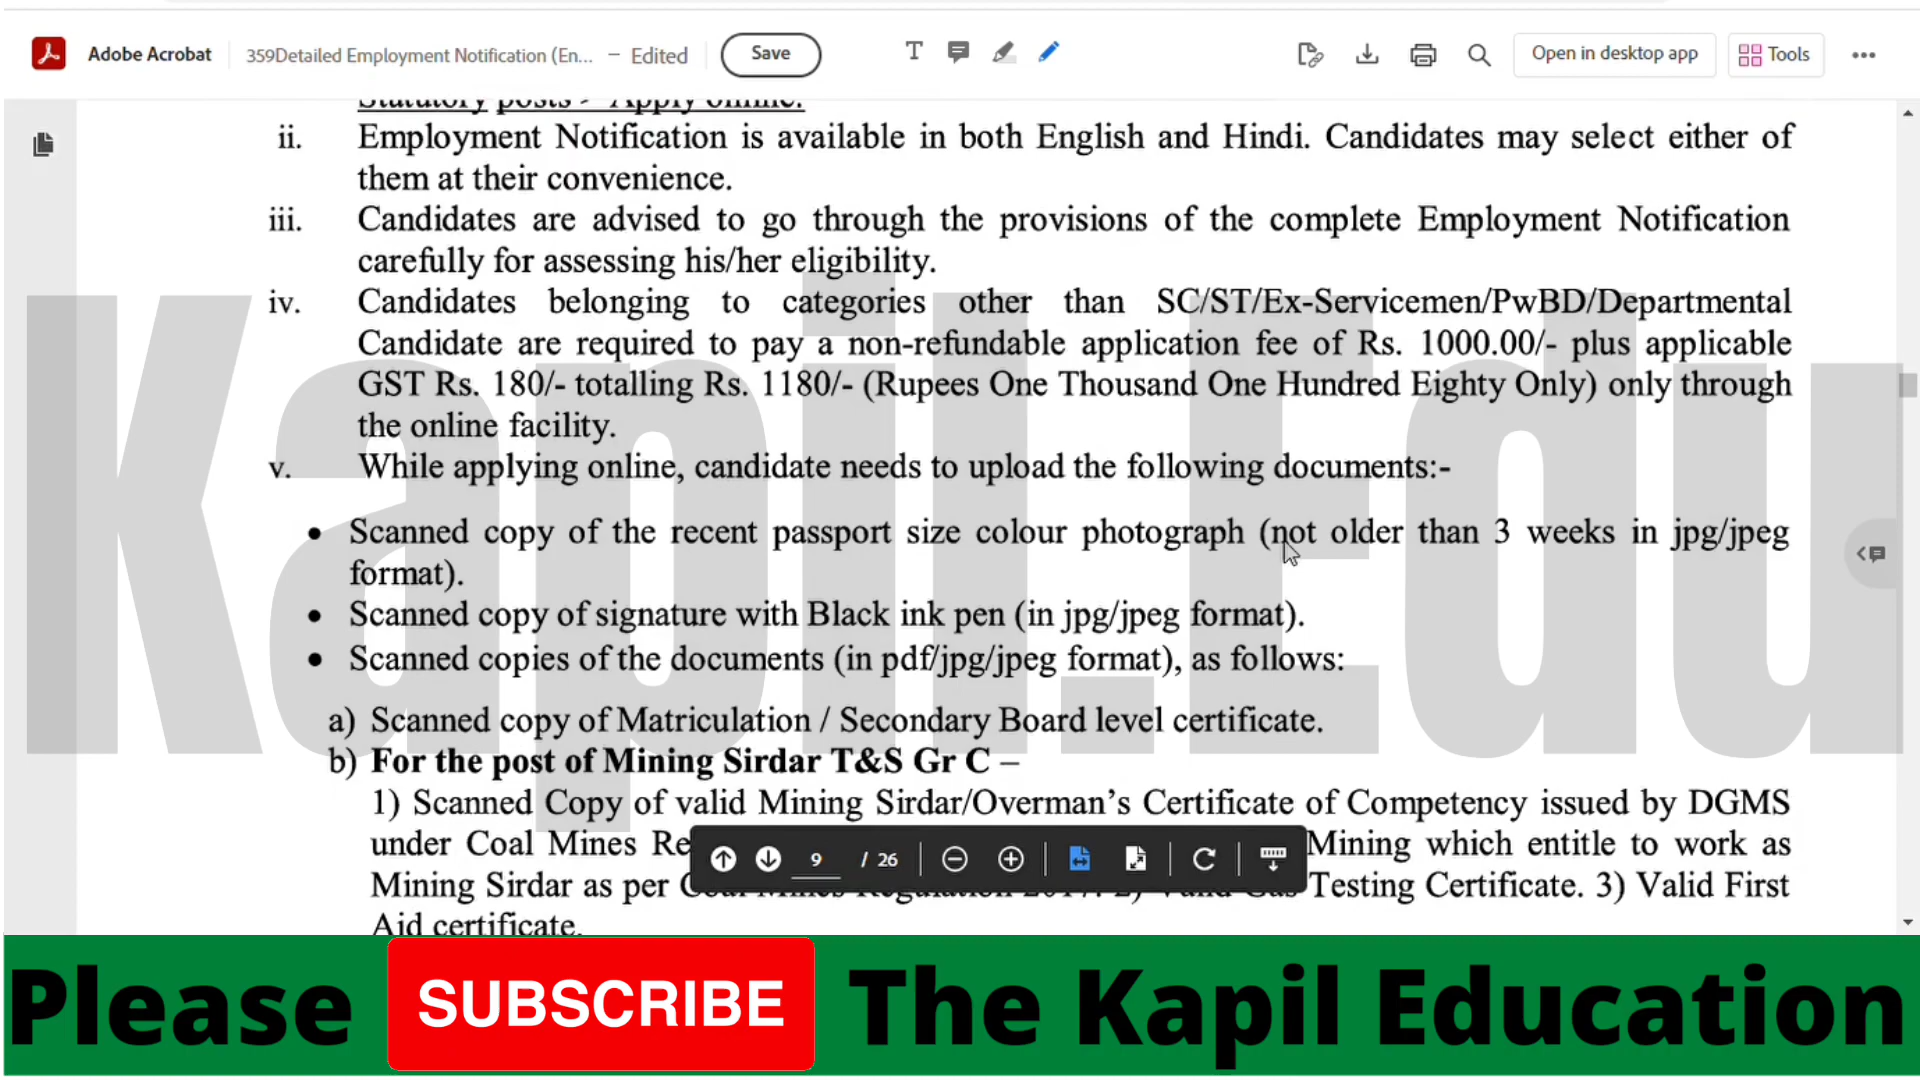 Adobe Acrobat
359Detailed Employment Notification (En... – Edited
Save
Open in desktop app
Tools
Statutory posts > Apply online.
ii. Employment Notification is available in both English and Hindi. Candidates may select either of
them at their convenience.
iii. Candidates are advised to go through the provisions of the complete Employment Notification
carefully for assessing his/her eligibility.
iv. Candidates belonging to categories other than SC/ST/Ex-Servicemen/PwBD/Departmental
Candidate are required to pay a non-refundable application fee of Rs. 1000.00/- plus applicable
GST Rs. 180/- totalling Rs. 1180/- (Rupees One Thousand One Hundred Eighty Only) only through
the online facility.
v. While applying online, candidate needs to upload the following documents:-
• Scanned copy of the recent passport size colour photograph (not older than 3 weeks in jpg/jpeg
format).
• Scanned copy of signature with Black ink pen (in jpg/jpeg format).
• Scanned copies of the documents (in pdf/jpg/jpeg format), as follows:
a) Scanned copy of Matriculation / Secondary Board level certificate.
b) For the post of Mining Sirdar T&S Gr C –
1) Scanned Copy of valid Mining Sirdar/Overman's Certificate of Competency issued by DGMS
under Coal Mines Re Mining which entitle to work as
Mining Sirdar as per Coal Mines Regulation 2017. 2) Valid Gas Testing Certificate. 3) Valid First
Aid certificate.
9 / 26
Kapil.Edu
Please SUBSCRIBE The Kapil Education